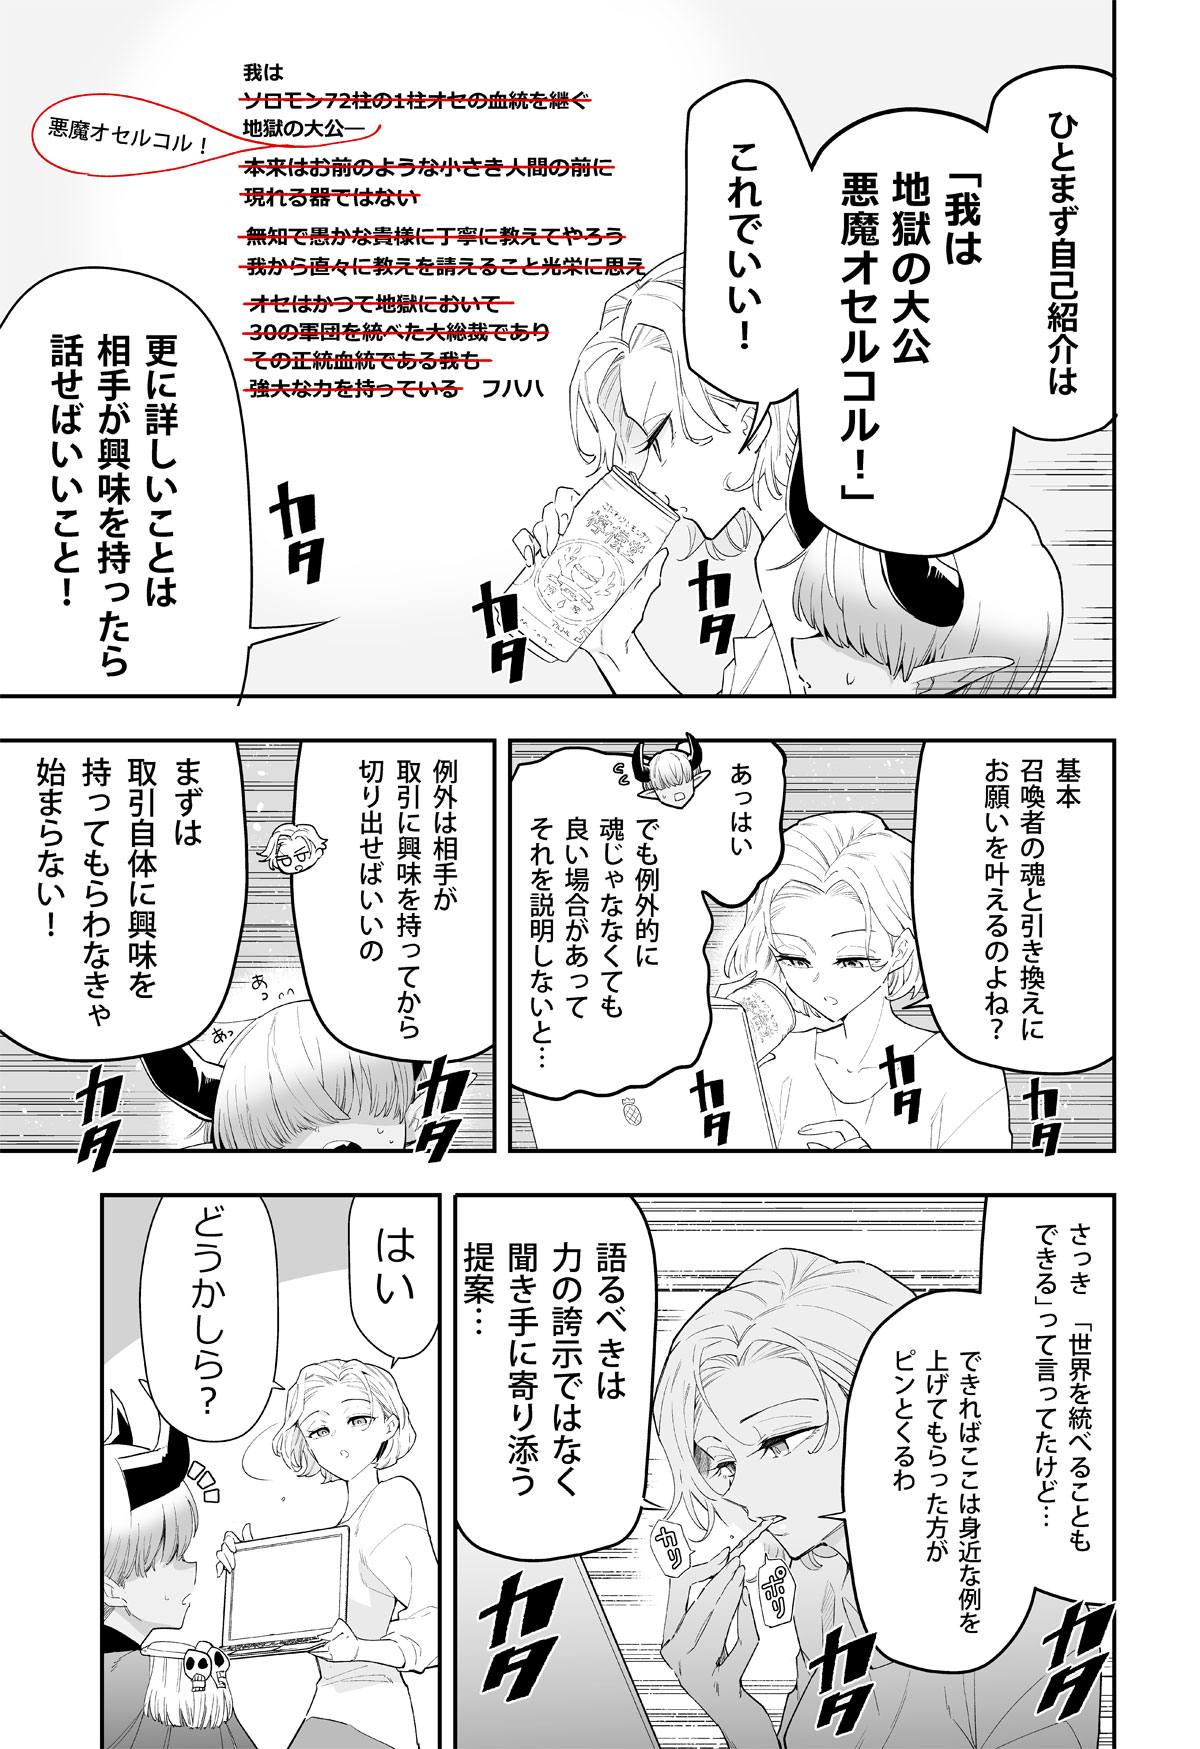 ひとまず自己紹介は
「我は
地獄の大公
悪魔オセルコル！」
これでいい！
我は
ソロモン72柱の1柱オセの血統を継ぐ
地獄の大公―
悪魔オセルコル！
本来はお前のような小さき人間の前に
現れる器ではない
無知で愚かな貴様に丁寧に教えてやろう
我から直々に教えを請えること光栄に思え
オセはかつて地獄において
30の軍団を統べた大総裁であり
その正統血統である我も
強大な力を持っている　フハハ
カタ
カタ
更に詳しいことは
相手が興味を持ったら
話せばいいこと！
基本
召喚者の魂と引き換えに
お願いを叶えるのよね？
あっはい
でも例外的に
魂じゃななくても
良い場合があって
それを説明しないと…
カタ
カタ
カタ
例外は相手が
取引に興味を持ってから
切り出せばいいの
まずは
取引自体に興味を
持ってもらわなきゃ
始まらない！
あっ…
あっ
カタ
カタ
さっき「世界を統べることも
できる」って言ってたけど…
できればここは身近な例を
上げてもらった方が
ピンとくるわ
カリ
ポリ
語るべきは
力の誇示ではなく
聞き手に寄り添う
提案…
カタ
カタ
カタ
はい
どうかしら？